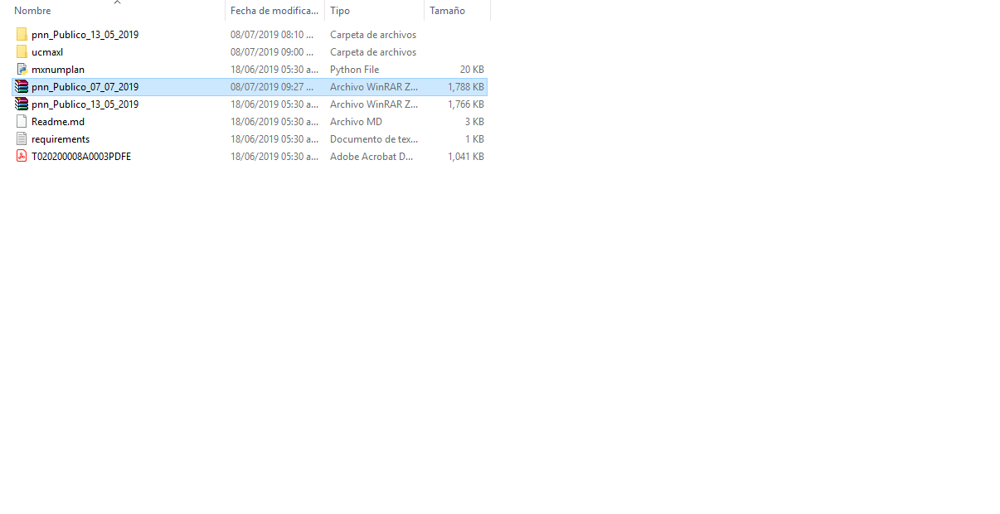 Nombre Fecha de modifica... Tipo Tamaño
pnn_Publico_13_05_2019 08/07/2019 08:10 ... Carpeta de archivos
ucmaxl 08/07/2019 09:00 ... Carpeta de archivos
mxnumplan 18/06/2019 05:30 a... Python File 20 KB
pnn_Publico_07_07_2019 08/07/2019 09:27 ... Archivo WinRAR Z... 1,788 KB
pnn_Publico_13_05_2019 18/06/2019 05:30 a... Archivo WinRAR Z... 1,766 KB
Readme.md 18/06/2019 05:30 a... Archivo MD 3 KB
requirements 18/06/2019 05:30 a... Documento de tex... 1 KB
T020200008A0003PDFE 18/06/2019 05:30 a... Adobe Acrobat D... 1,041 KB